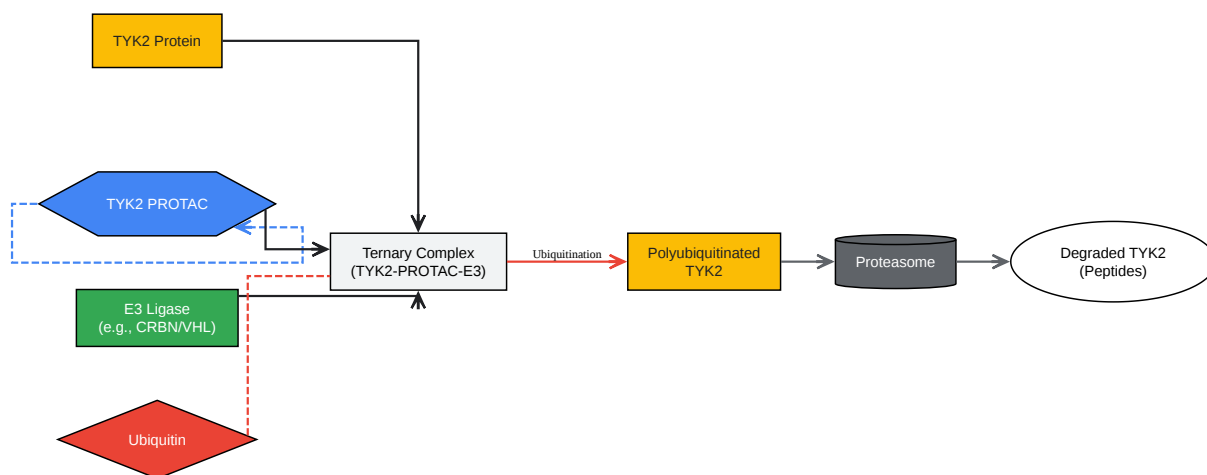 TYK2 Protein
TYK2 PROTAC
Ternary Complex
(TYK2-PROTAC-E3)
Ubiquitination
Polyubiquitinated
TYK2
Proteasome
Degraded TYK2
(Peptides)
E3 Ligase
(e.g., CRBN/VHL)
Ubiquitin